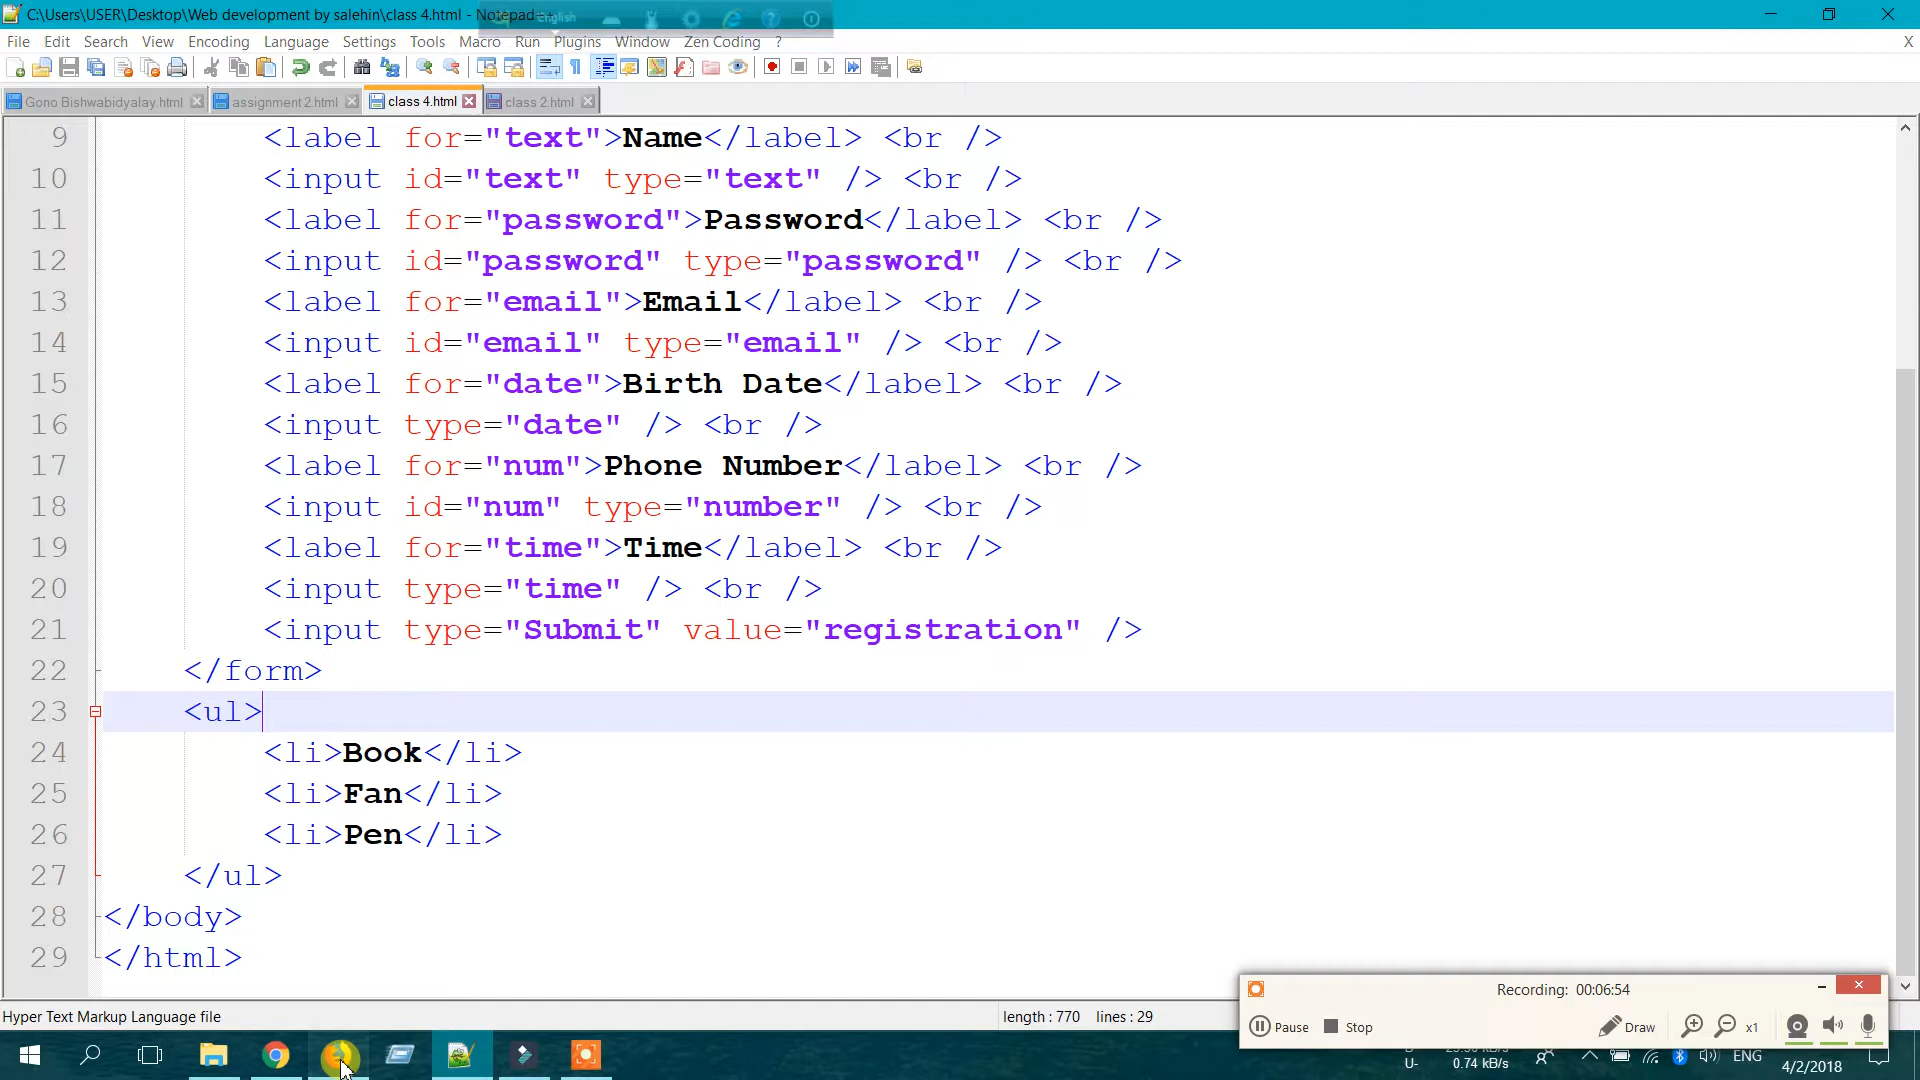 C:\Users\USER\Desktop\Web development by salehin\class 4.html - Notepad++
English
File Edit Search View Encoding Language Settings Tools Macro Run Plugins Window Zen Coding ? X
Gono Bishwabidyalay.html assignment 2.html class 4.html class 2.html
9 <label for="text">Name</label> <br />
10 <input id="text" type="text" /> <br />
11 <label for="password">Password</label> <br />
12 <input id="password" type="password" /> <br />
13 <label for="email">Email</label> <br />
14 <input id="email" type="email" /> <br />
15 <label for="date">Birth Date</label> <br />
16 <input type="date" /> <br />
17 <label for="num">Phone Number</label> <br />
18 <input id="num" type="number" /> <br />
19 <label for="time">Time</label> <br />
20 <input type="time" /> <br />
21 <input type="Submit" value="registration" />
22 </form>
23 <ul>
24 <li>Book</li>
25 <li>Fan</li>
26 <li>Pen</li>
27 </ul>
28 </body>
29 </html>
Recording: 00:06:54
Pause Stop Draw x1
Hyper Text Markup Language file length : 770 lines : 29
U- 0.74 kB/s
ENG
4/2/2018